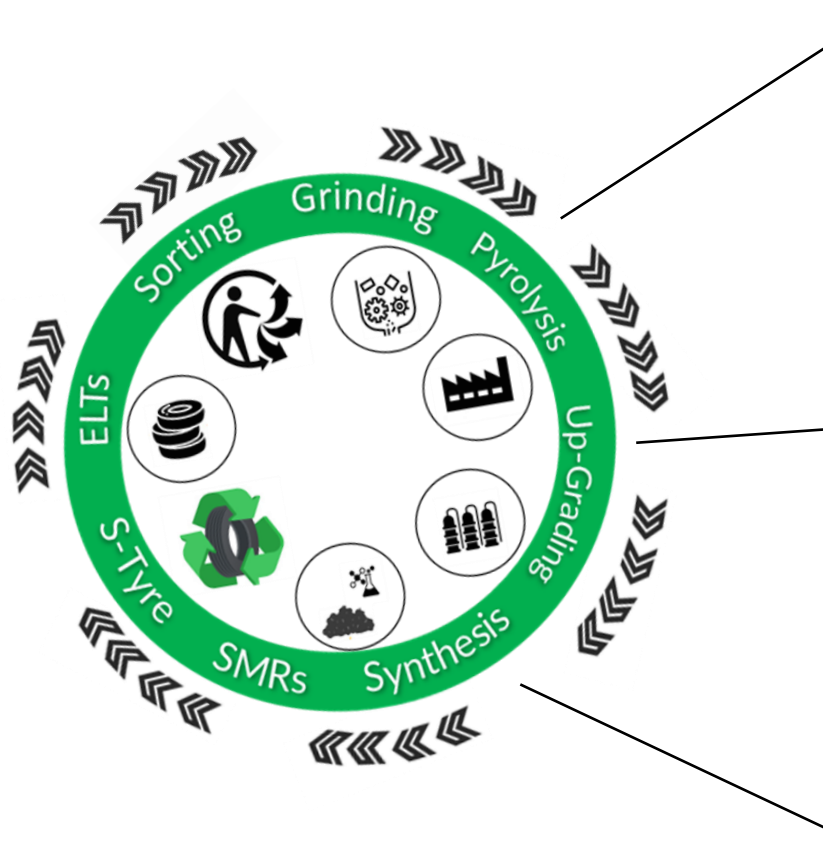 Sorting
Grinding
Pyrolysis
Up-Grading
Synthesis
SMRs
S-Tyre
ELTs